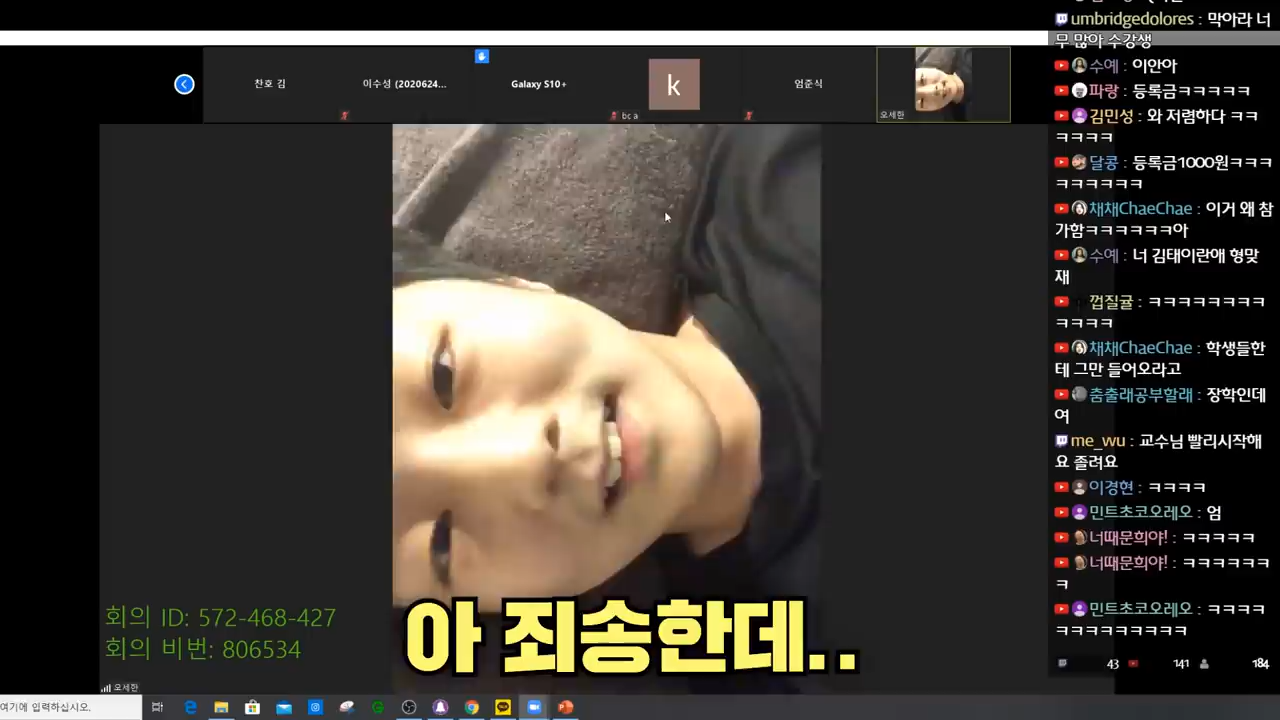 찬호 김
이수성 (2020624...
Galaxy S10+
k
bc a
엄준식
오세한
umbridgedolores : 막아라 너
무 많아 수강생
수예 : 이안아
파랑 : 등록금ㅋㅋㅋㅋㅋ
김민성 : 와 저렴하다 ㅋㅋ
ㅋㅋㅋㅋ
달콩 : 등록금1000원ㅋㅋㅋ
ㅋㅋㅋㅋㅋㅋ
채채ChaeChae : 이거 왜 참
가함ㅋㅋㅋㅋㅋㅋ아
수예 : 너 김태이란애 형맞
재
껍질귤 : ㅋㅋㅋㅋㅋㅋㅋㅋ
ㅋㅋㅋㅋ
채채ChaeChae : 학생들한
테 그만 들어오라고
춤출래공부할래 : 장학인데
여
me_wu : 교수님 빨리시작해
요 졸려요
이경현 : ㅋㅋㅋㅋ
민트초코오레오 : 엄
너때문희야! : ㅋㅋㅋㅋㅋ
너때문희야! : ㅋㅋㅋㅋㅋㅋ
ㅋ
민트초코오레오 : ㅋㅋㅋㅋ
ㅋㅋㅋㅋㅋㅋㅋㅋㅋ
43 141 184
회의 ID: 572-468-427
회의 비번: 806534
아 죄송한데..
오세한
여기에 입력하십시오.